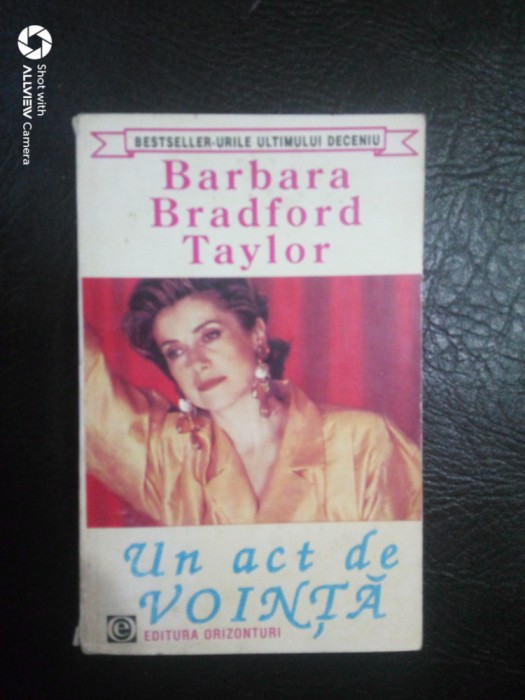 Shot with
ALLVIEW Camera
BESTSELLER-URILE ULTIMULUI DECENIU
Barbara
Bradford
Taylor
Un act de
VOINȚĂ
e
EDITURA ORIZONTURI